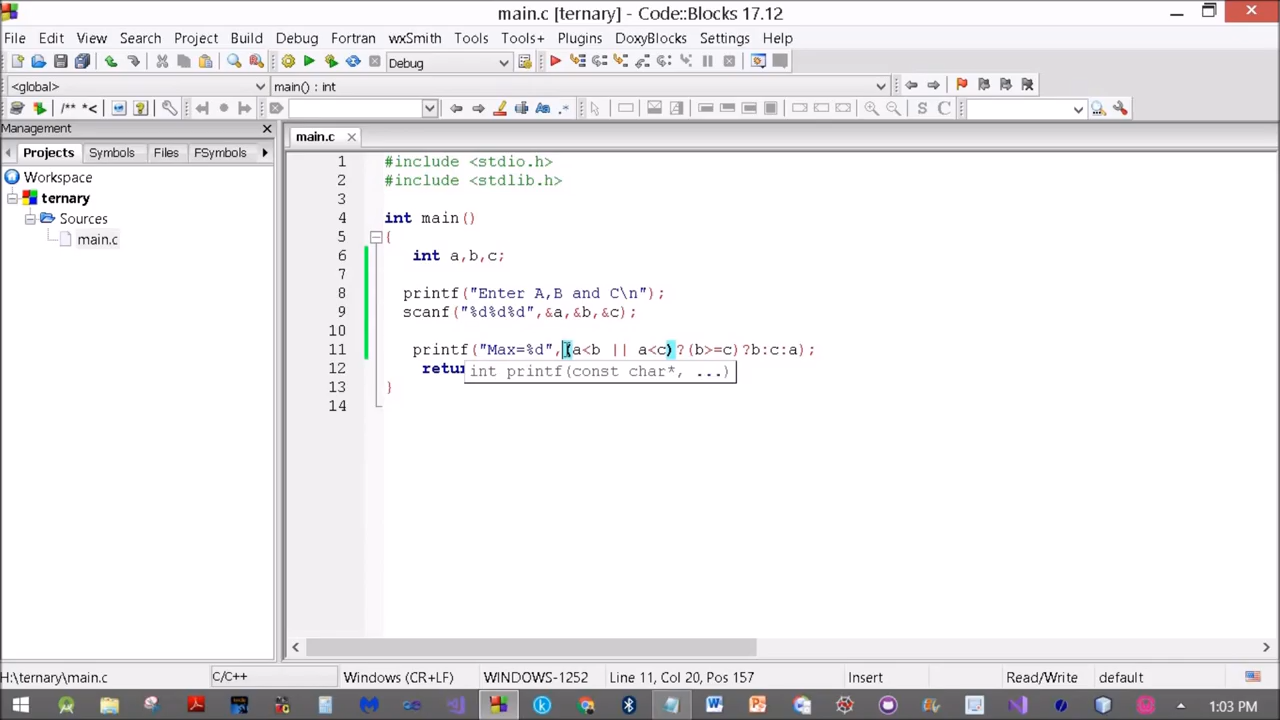 main.c [ternary] - Code::Blocks 17.12
File Edit View Search Project Build Debug Fortran wxSmith Tools Tools+ Plugins DoxyBlocks Settings Help
Debug
<global> main() : int
/** *< Aa .* S C
Management
main.c
Projects Symbols Files FSymbols
Workspace
ternary
Sources
main.c
1 #include <stdio.h>
2 #include <stdlib.h>
3
4 int main()
5 {
6 int a,b,c;
7
8 printf("Enter A,B and C\n");
9 scanf("%d%d%d",&a,&b,&c);
10
11 printf("Max=%d",(a<b || a<c)?(b>=c)?b:c:a);
12 retur
int printf(const char*, ...)
13 }
14
H:\ternary\main.c C/C++ Windows (CR+LF) WINDOWS-1252 Line 11, Col 20, Pos 157 Insert Read/Write default
1:03 PM